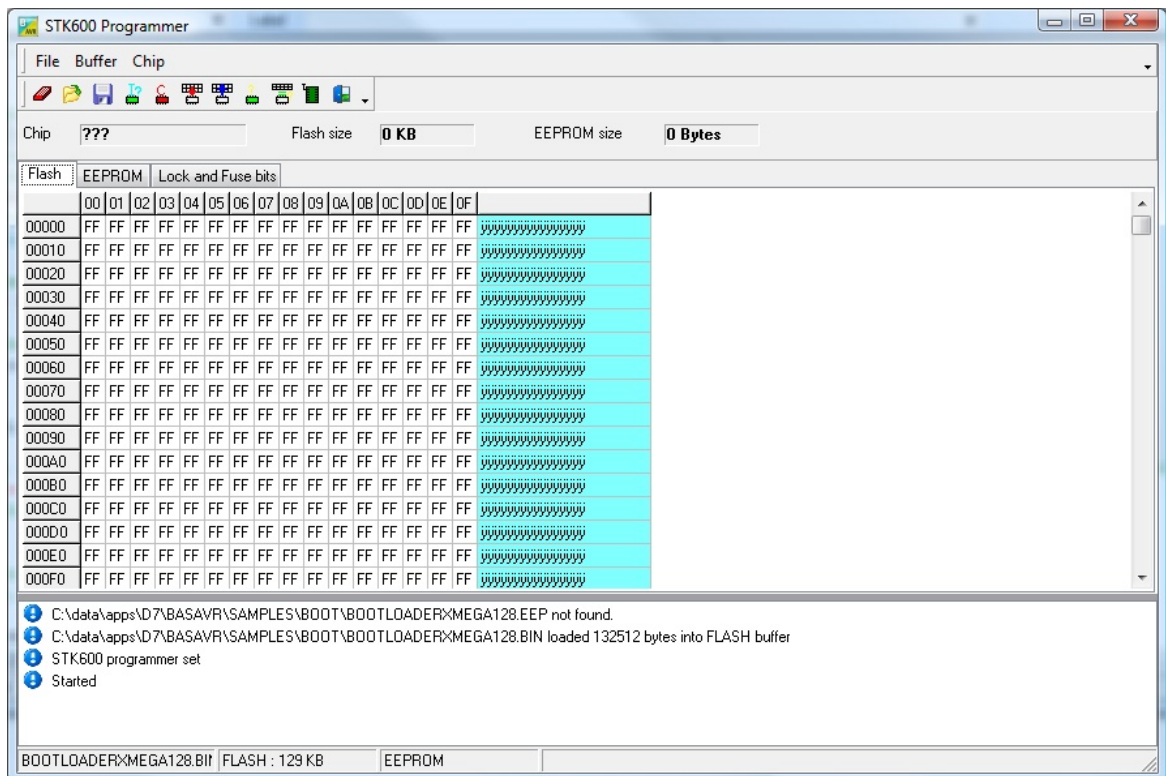 STK600 Programmer
File Buffer Chip
Chip ??? Flash size 0 KB EEPROM size 0 Bytes
Flash EEPROM Lock and Fuse bits
00 01 02 03 04 05 06 07 08 09 0A 0B 0C 0D 0E 0F
00000 FF FF FF FF FF FF FF FF FF FF FF FF FF FF FF FF ÿÿÿÿÿÿÿÿÿÿÿÿÿÿÿÿ
00010 FF FF FF FF FF FF FF FF FF FF FF FF FF FF FF FF ÿÿÿÿÿÿÿÿÿÿÿÿÿÿÿÿ
00020 FF FF FF FF FF FF FF FF FF FF FF FF FF FF FF FF ÿÿÿÿÿÿÿÿÿÿÿÿÿÿÿÿ
00030 FF FF FF FF FF FF FF FF FF FF FF FF FF FF FF FF ÿÿÿÿÿÿÿÿÿÿÿÿÿÿÿÿ
00040 FF FF FF FF FF FF FF FF FF FF FF FF FF FF FF FF ÿÿÿÿÿÿÿÿÿÿÿÿÿÿÿÿ
00050 FF FF FF FF FF FF FF FF FF FF FF FF FF FF FF FF ÿÿÿÿÿÿÿÿÿÿÿÿÿÿÿÿ
00060 FF FF FF FF FF FF FF FF FF FF FF FF FF FF FF FF ÿÿÿÿÿÿÿÿÿÿÿÿÿÿÿÿ
00070 FF FF FF FF FF FF FF FF FF FF FF FF FF FF FF FF ÿÿÿÿÿÿÿÿÿÿÿÿÿÿÿÿ
00080 FF FF FF FF FF FF FF FF FF FF FF FF FF FF FF FF ÿÿÿÿÿÿÿÿÿÿÿÿÿÿÿÿ
00090 FF FF FF FF FF FF FF FF FF FF FF FF FF FF FF FF ÿÿÿÿÿÿÿÿÿÿÿÿÿÿÿÿ
000A0 FF FF FF FF FF FF FF FF FF FF FF FF FF FF FF FF ÿÿÿÿÿÿÿÿÿÿÿÿÿÿÿÿ
000B0 FF FF FF FF FF FF FF FF FF FF FF FF FF FF FF FF ÿÿÿÿÿÿÿÿÿÿÿÿÿÿÿÿ
000C0 FF FF FF FF FF FF FF FF FF FF FF FF FF FF FF FF ÿÿÿÿÿÿÿÿÿÿÿÿÿÿÿÿ
000D0 FF FF FF FF FF FF FF FF FF FF FF FF FF FF FF FF ÿÿÿÿÿÿÿÿÿÿÿÿÿÿÿÿ
000E0 FF FF FF FF FF FF FF FF FF FF FF FF FF FF FF FF ÿÿÿÿÿÿÿÿÿÿÿÿÿÿÿÿ
000F0 FF FF FF FF FF FF FF FF FF FF FF FF FF FF FF FF ÿÿÿÿÿÿÿÿÿÿÿÿÿÿÿÿ
C:\data\apps\D7\BASAVR\SAMPLES\BOOT\BOOTLOADERXMEGA128.EEP not found.
C:\data\apps\D7\BASAVR\SAMPLES\BOOT\BOOTLOADERXMEGA128.BIN loaded 132512 bytes into FLASH buffer
STK600 programmer set
Started
BOOTLOADERXMEGA128.BIN FLASH : 129 KB EEPROM